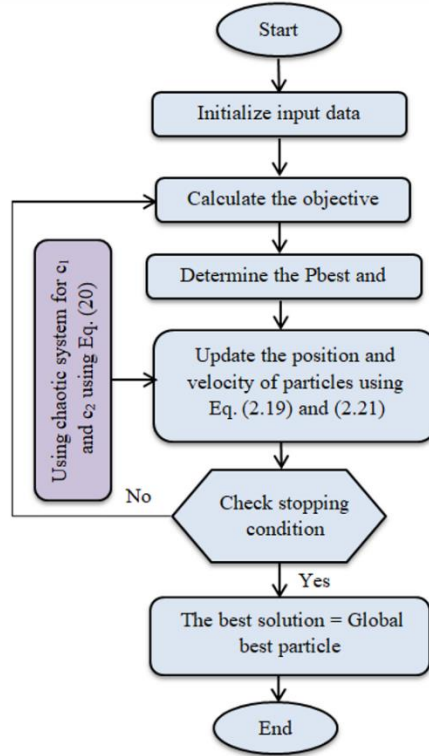 Start
Initialize input data
Calculate the objective
Determine the Pbest and
Using chaotic system for c₁
and c₂ using Eq. (20)
Update the position and
velocity of particles using
Eq. (2.19) and (2.21)
No
Check stopping
condition
Yes
The best solution = Global
best particle
End